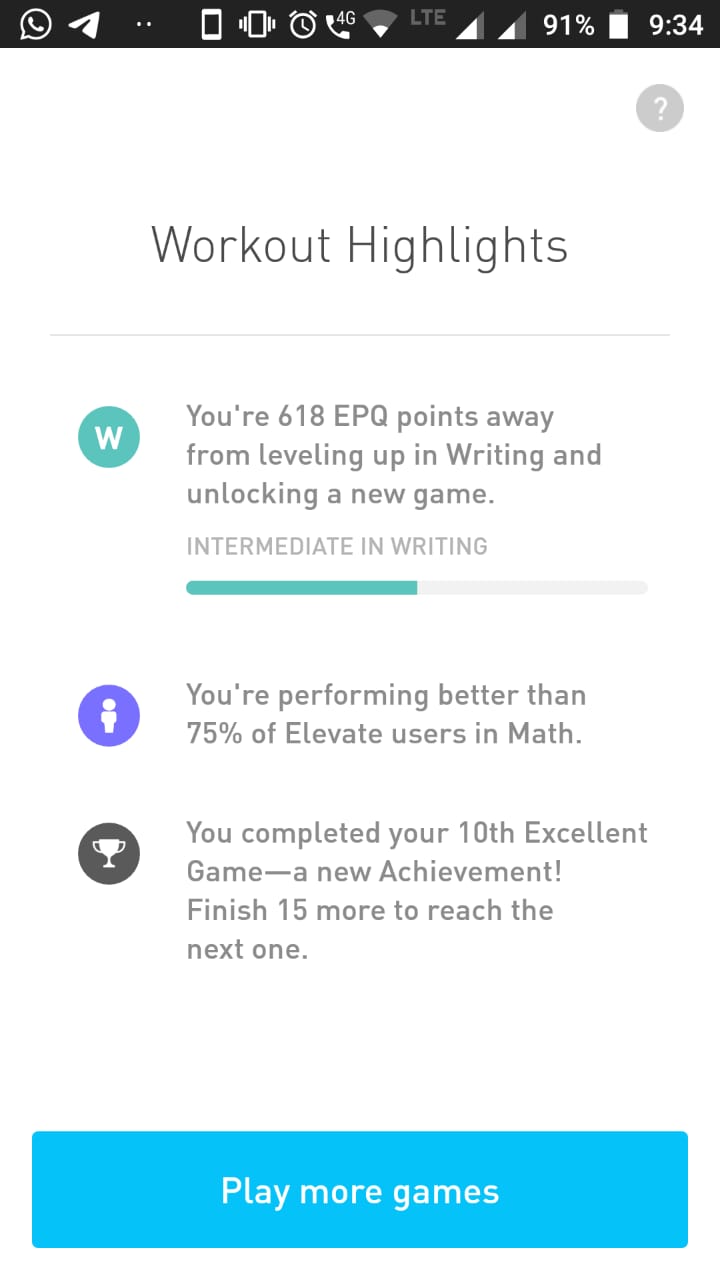 4G LTE 91% 9:34
?
Workout Highlights
W
You're 618 EPQ points away
from leveling up in Writing and
unlocking a new game.
INTERMEDIATE IN WRITING
You're performing better than
75% of Elevate users in Math.
You completed your 10th Excellent
Game—a new Achievement!
Finish 15 more to reach the
next one.
Play more games